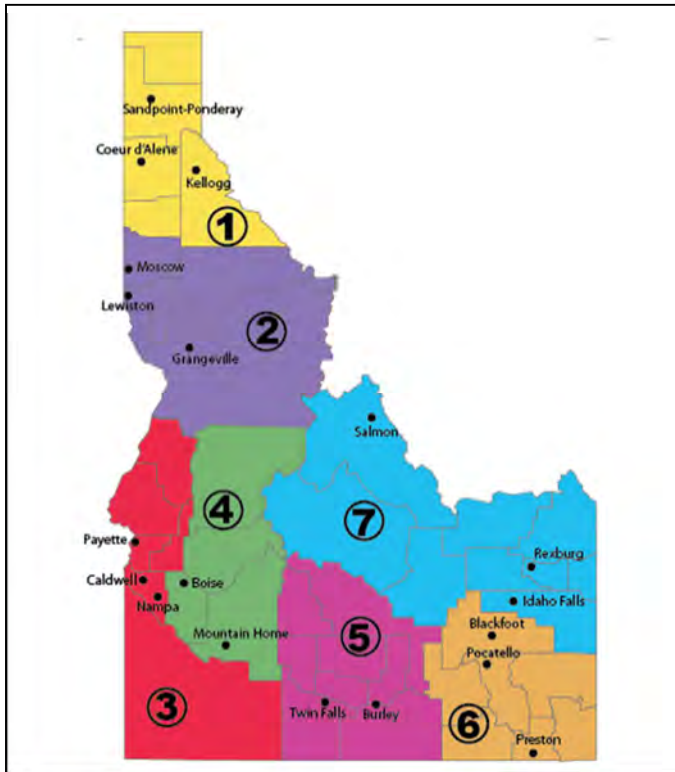 Sandpoint-Ponderay
Coeur d'Alene
Kellogg
1
Moscow
Lewiston
2
Grangeville
Salmon
4
7
Payette
Rexburg
Caldwell
Boise
Nampa
Idaho Falls
Blackfoot
Mountain Home
5
Pocatello
3
Twin Falls
Burley
6
Preston